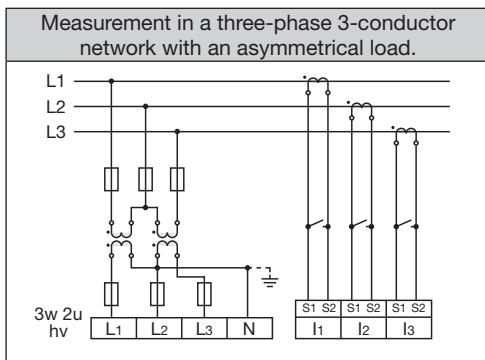 Measurement in a three-phase 3-conductor
network with an asymmetrical load.
L1
L2
L3
3w 2u
hv
L1 L2 L3 N
S1 S2 S1 S2 S1 S2
I1 I2 I3